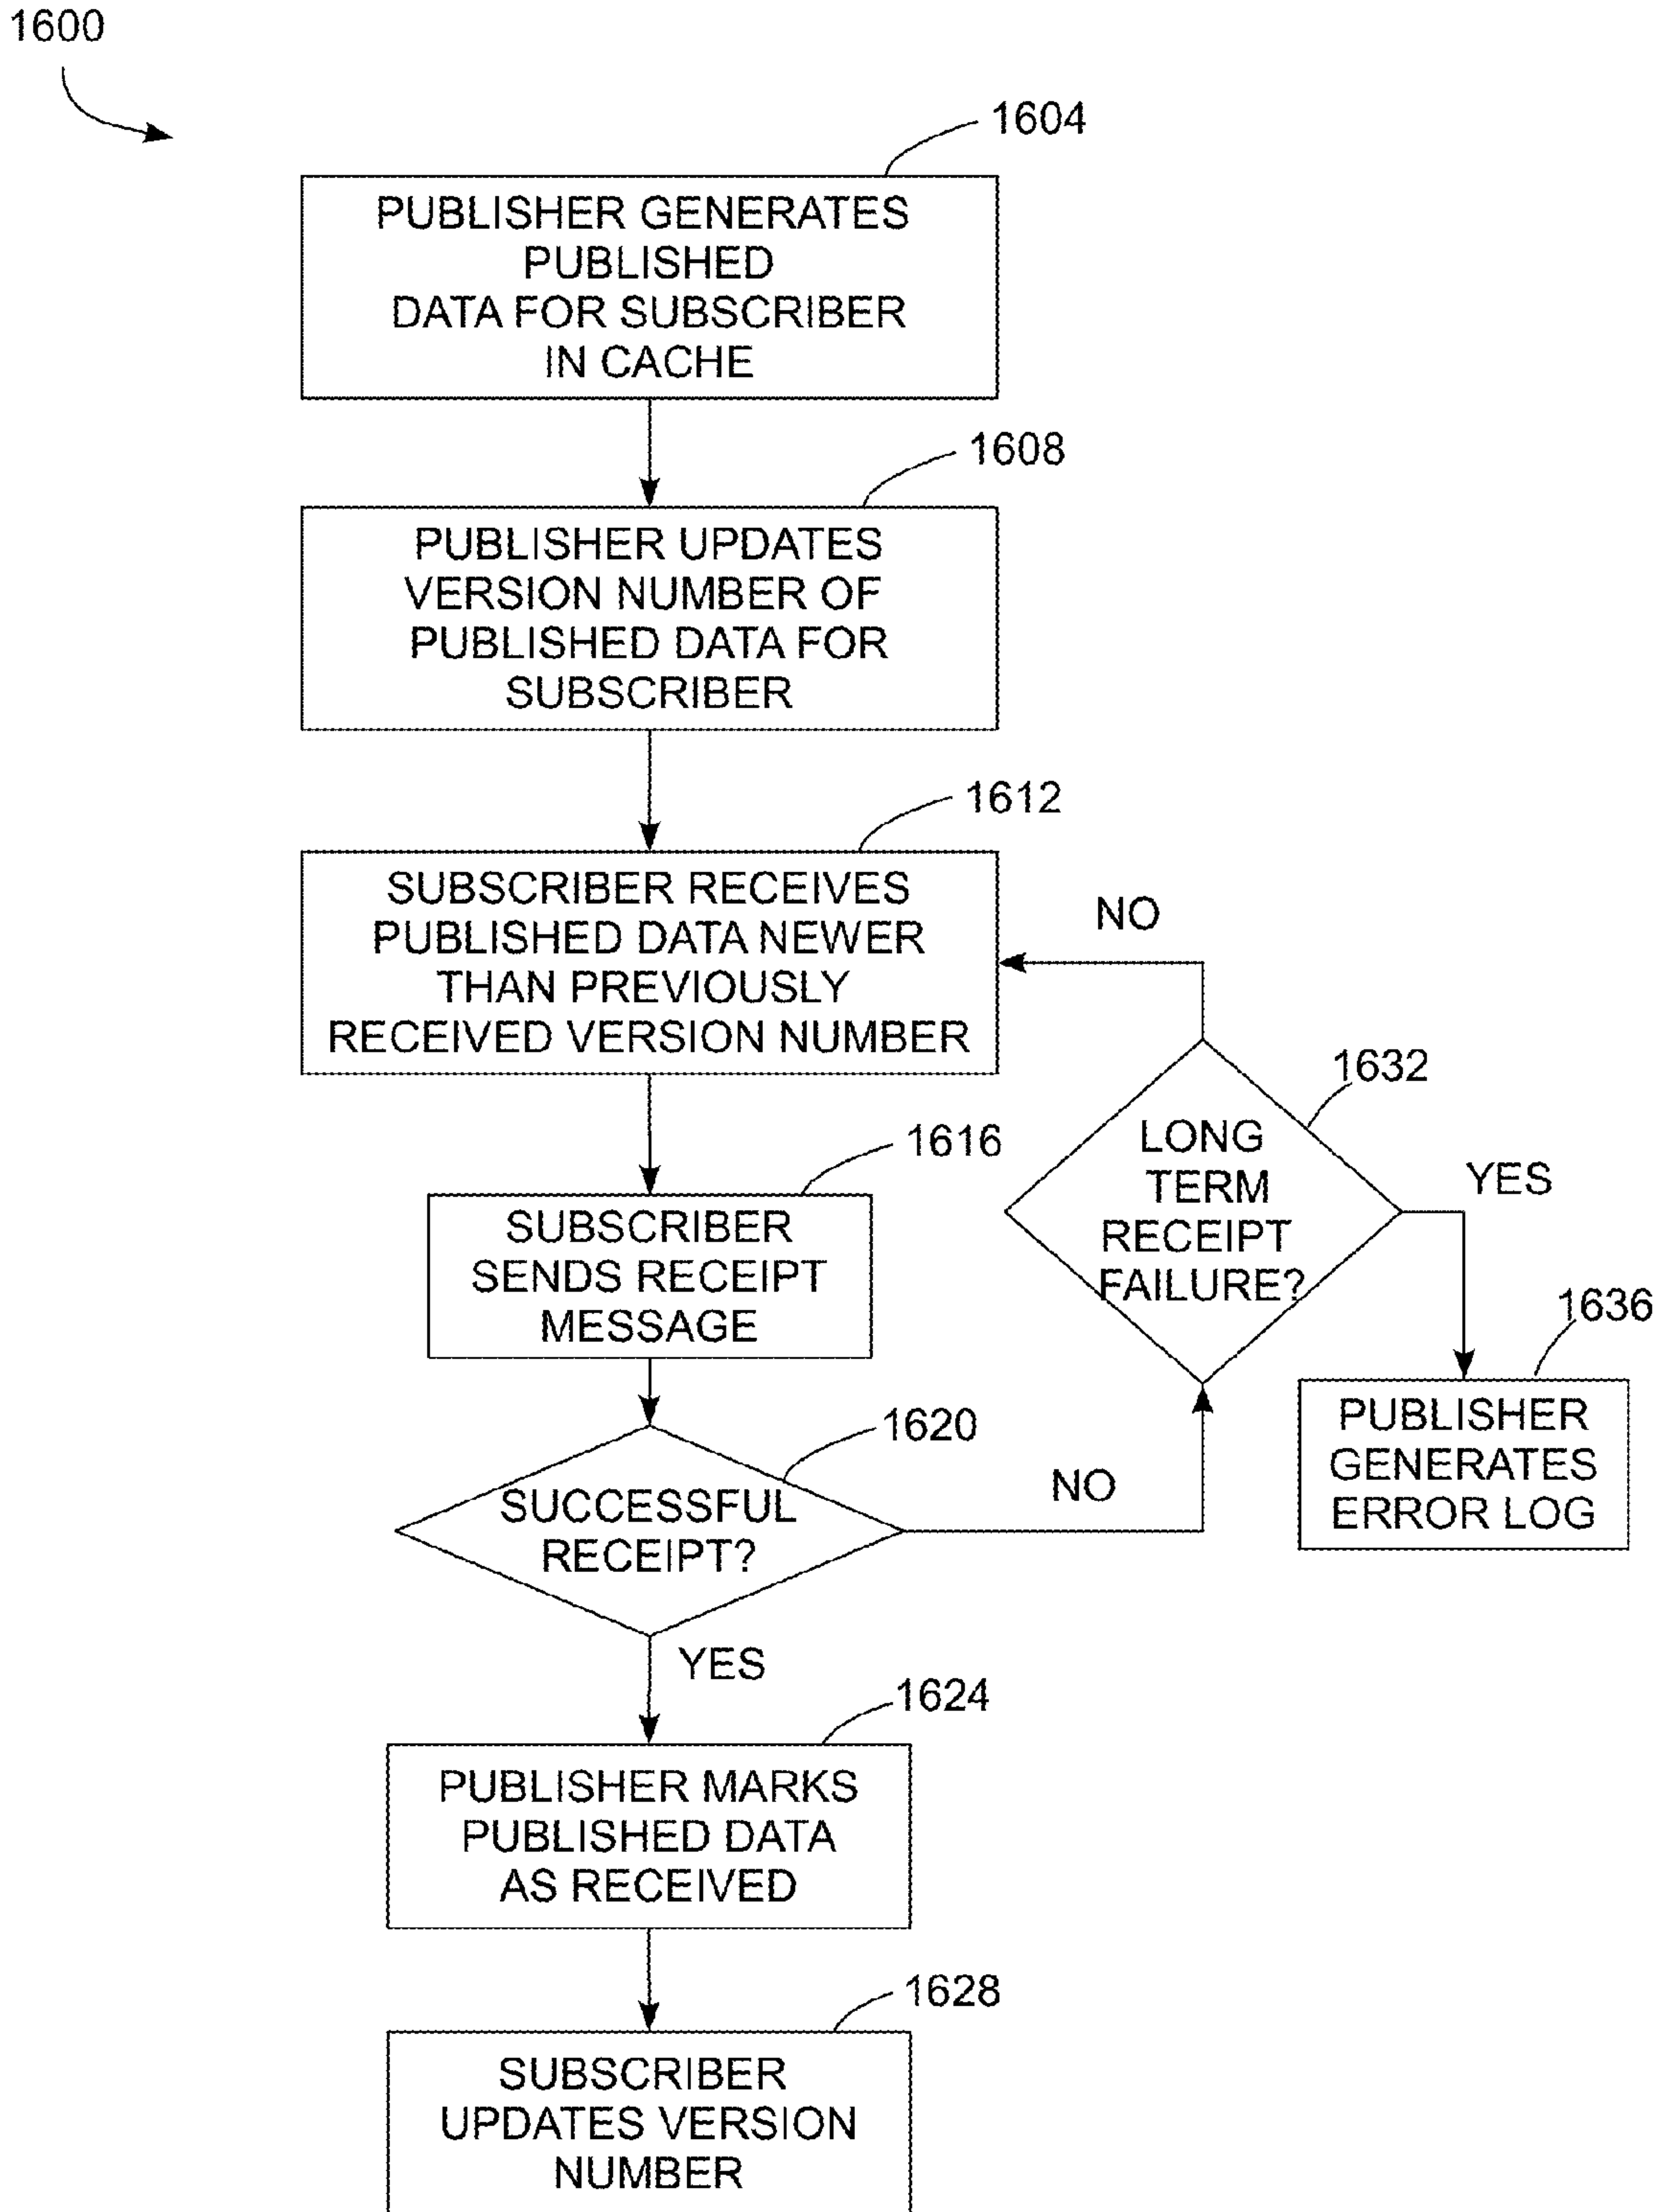 1600
1604
PUBLISHER GENERATES
PUBLISHED
DATA FOR SUBSCRIBER
IN CACHE
1608
PUBLISHER UPDATES
VERSION NUMBER OF
PUBLISHED DATA FOR
SUBSCRIBER
1612
SUBSCRIBER RECEIVES
PUBLISHED DATA NEWER
THAN PREVIOUSLY
RECEIVED VERSION NUMBER
NO
1632
LONG
TERM
RECEIPT
FAILURE?
YES
1616
SUBSCRIBER
SENDS RECEIPT
MESSAGE
1636
PUBLISHER
GENERATES
ERROR LOG
1620
SUCCESSFUL
RECEIPT?
NO
YES
1624
PUBLISHER MARKS
PUBLISHED DATA
AS RECEIVED
1628
SUBSCRIBER
UPDATES VERSION
NUMBER